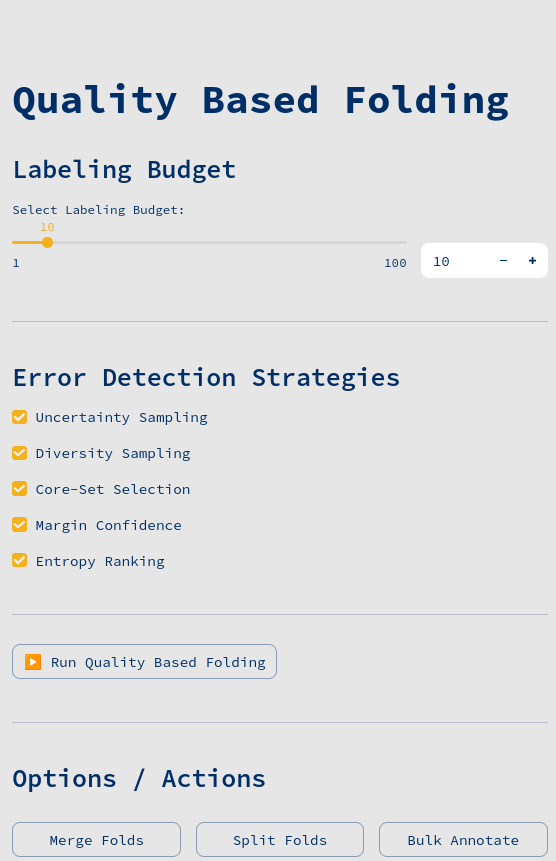 Quality Based Folding
Labeling Budget
Select Labeling Budget:
10
1 100
10 − +
Error Detection Strategies
Uncertainty Sampling
Diversity Sampling
Core-Set Selection
Margin Confidence
Entropy Ranking
▶️ Run Quality Based Folding
Options / Actions
Merge Folds Split Folds Bulk Annotate